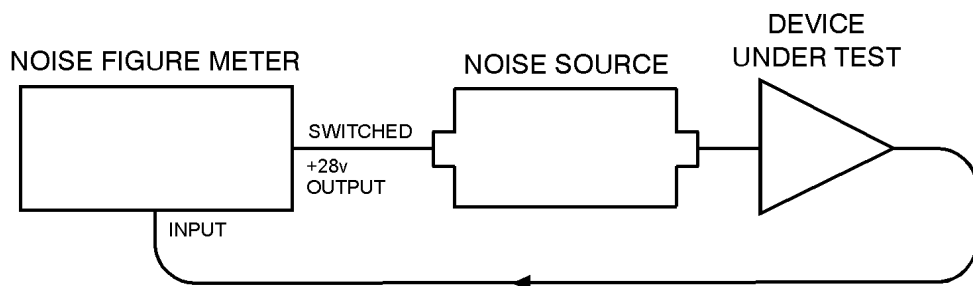 NOISE FIGURE METER
SWITCHED
+28v
OUTPUT
INPUT
NOISE SOURCE
DEVICE
UNDER TEST